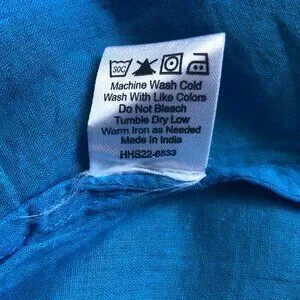 30C
Machine Wash Cold
Wash With Like Colors
Do Not Bleach
Tumble Dry Low
Warm Iron as Needed
Made in India
HHS22-6533